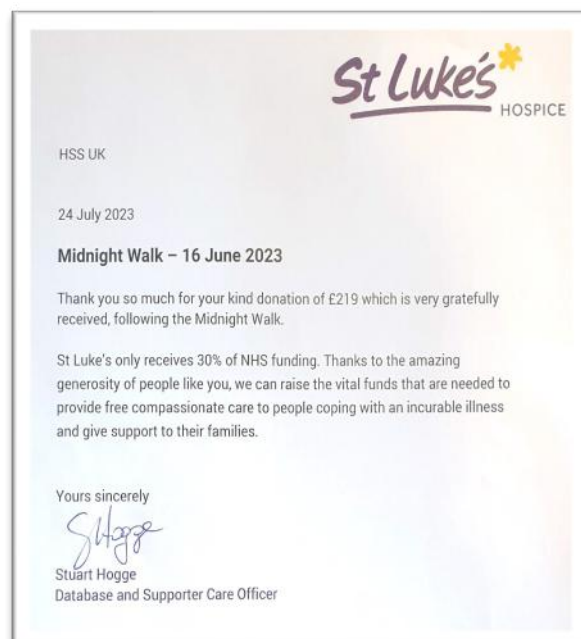 St Luke's
HOSPICE
HSS UK
24 July 2023
Midnight Walk – 16 June 2023
Thank you so much for your kind donation of £219 which is very gratefully
received, following the Midnight Walk.
St Luke's only receives 30% of NHS funding. Thanks to the amazing
generosity of people like you, we can raise the vital funds that are needed to
provide free compassionate care to people coping with an incurable illness
and give support to their families.
Yours sincerely
SHogge
Stuart Hogge
Database and Supporter Care Officer